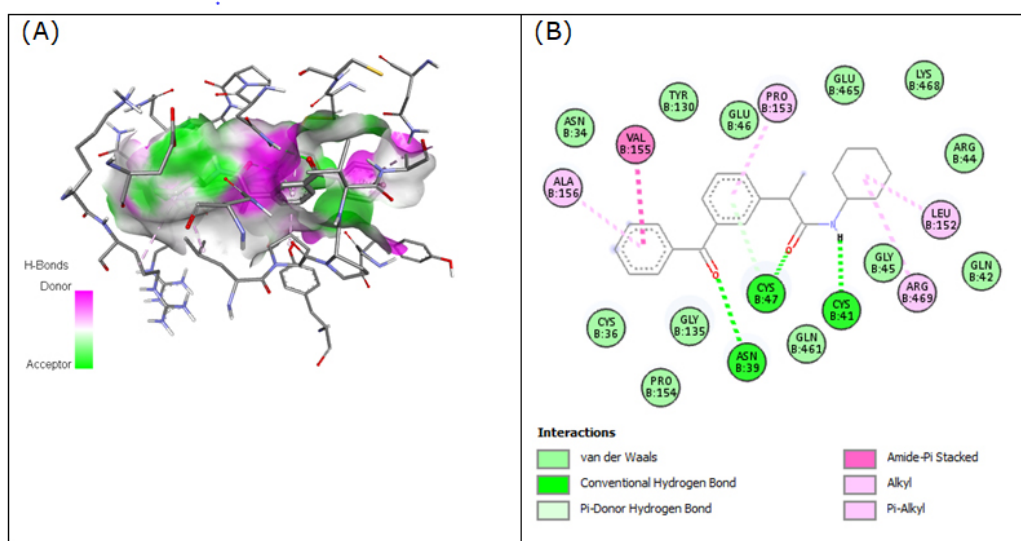 (A)
H-Bonds
Donor
Acceptor
(B)
GLU
B:465
LYS
B:468
TYR
B:130
PRO
B:153
GLU
B:46
ASN
B:34
VAL
B:155
ARG
B:44
ALA
B:156
LEU
B:152
H
N
O
O
GLY
B:45
GLN
B:42
CYS
B:47
ARG
B:469
CYS
B:41
CYS
B:36
GLY
B:135
GLN
B:461
ASN
B:39
PRO
B:154
Interactions
van der Waals
Conventional Hydrogen Bond
Pi-Donor Hydrogen Bond
Amide-Pi Stacked
Alkyl
Pi-Alkyl